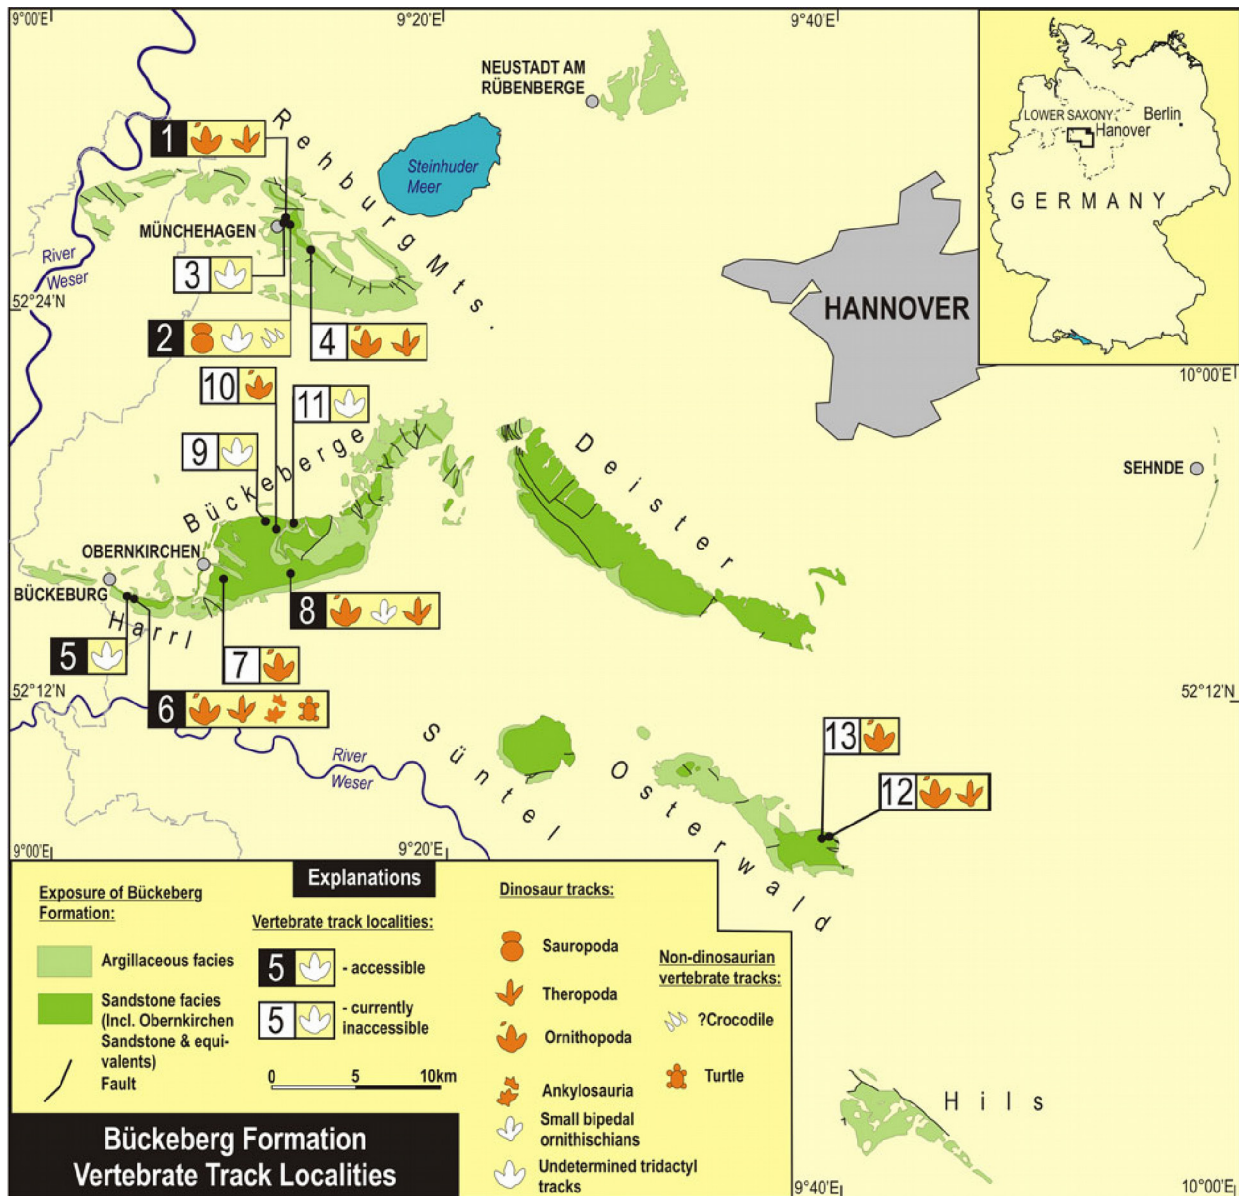 9°00'E
9°20'E
9°40'E
NEUSTADT AM
RÜBENBERGE
Rehburg Mts.
Steinhuder
Meer
1
MÜNCHEHAGEN
River
Weser
3
52°24'N
2
4
HANNOVER
LOWER SAXONY
Berlin
Hanover
GERMANY
10°00'E
10
11
9
Bückeberge
Deister
SEHNDE
OBERNKIRCHEN
BÜCKEBURG
Harrl
8
5
7
6
52°12'N
52°12'N
River
Weser
Süntel
Osterwald
13
12
9°00'E
9°20'E
Explanations
Exposure of Bückeberg
Formation:
Argillaceous facies
Sandstone facies
(Incl. Obernkirchen
Sandstone & equi-
valents)
Fault
Vertebrate track localities:
5 - accessible
5 - currently
inaccessible
0 5 10km
Dinosaur tracks:
Sauropoda
Theropoda
Ornithopoda
Ankylosauria
Small bipedal
ornithischians
Undetermined tridactyl
tracks
Non-dinosaurian
vertebrate tracks:
?Crocodile
Turtle
Hils
Bückeberg Formation
Vertebrate Track Localities
9°40'E
10°00'E